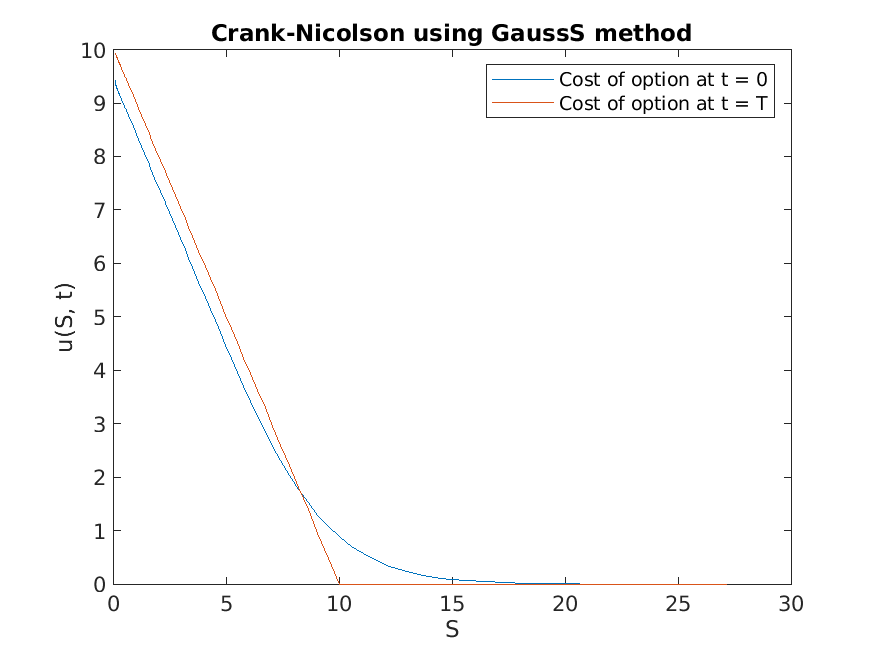 Crank-Nicolson using GaussS method
Cost of option at t = 0
Cost of option at t = T
10
9
8
7
6
5
4
3
2
1
0
u(S, t)
0 5 10 15 20 25 30
S